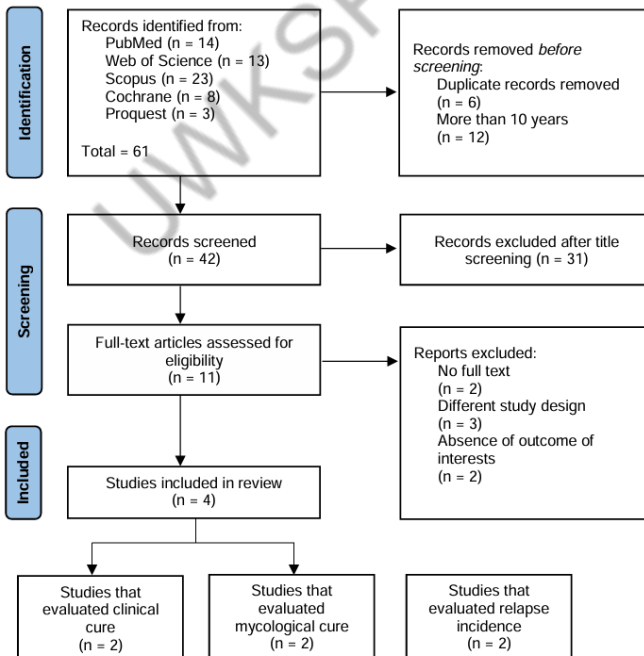 Identification
Records identified from:
PubMed (n = 14)
Web of Science (n = 13)
Scopus (n = 23)
Cochrane (n = 8)
Proquest (n = 3)
Total = 61
Records removed before
screening:
Duplicate records removed
(n = 6)
More than 10 years
(n = 12)
Screening
Records screened
(n = 42)
Records excluded after title
screening (n = 31)
Full-text articles assessed for
eligibility
(n = 11)
Reports excluded:
No full text
(n = 2)
Different study design
(n = 3)
Absence of outcome of
interests
(n = 2)
Included
Studies included in review
(n = 4)
Studies that
evaluated clinical
cure
(n = 2)
Studies that
evaluated
mycological cure
(n = 2)
Studies that
evaluated relapse
incidence
(n = 2)